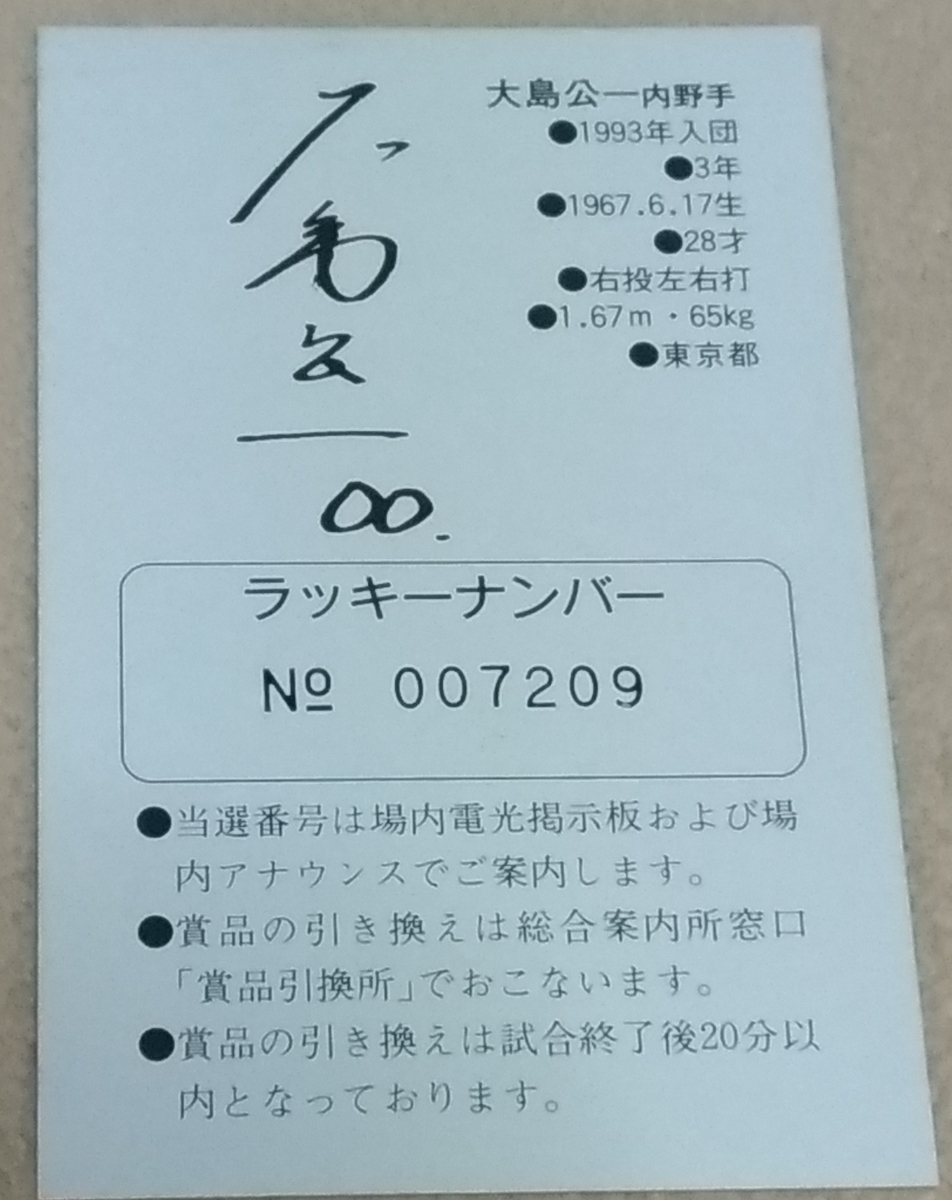 大島公一内野手
●1993年入団
●3年
●1967.6.17生
●28才
●右投左右打
●1.67m・65kg
●東京都
大島公一
00.
ラッキーナンバー
№ 007209
●当選番号は場内電光掲示板および場
内アナウンスでご案内します。
●賞品の引き換えは総合案内所窓口
「賞品引換所」でおこないます。
●賞品の引き換えは試合終了後20分以
内となっております。